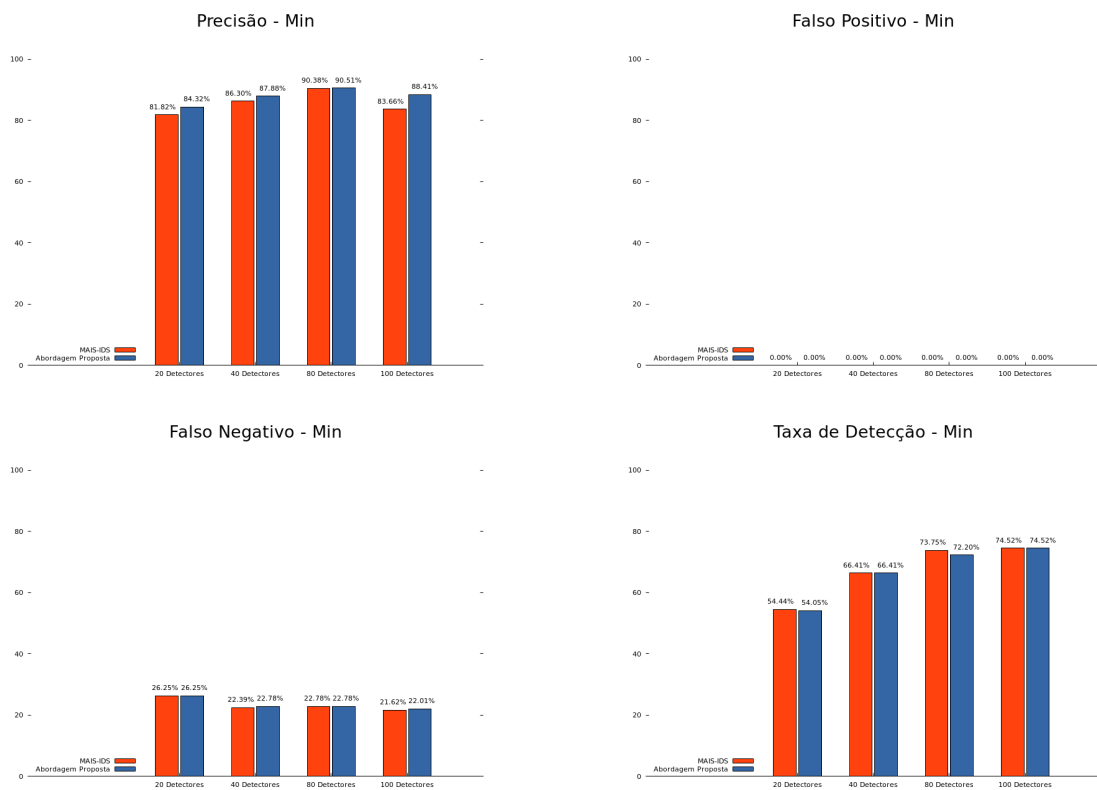 Precisão - Min
100
80
60
40
20
0
81.82% 84.32%
86.30% 87.88%
90.38% 90.51%
83.66% 88.41%
MAIS-IDS
Abordagem Proposta
20 Detectores 40 Detectores 80 Detectores 100 Detectores
Falso Positivo - Min
100
80
60
40
20
0
0.00% 0.00% 0.00% 0.00% 0.00% 0.00% 0.00% 0.00%
MAIS-IDS
Abordagem Proposta
20 Detectores 40 Detectores 80 Detectores 100 Detectores
Falso Negativo - Min
100
80
60
40
20
0
26.25% 26.25%
22.39% 22.78%
22.78% 22.78%
21.62% 22.01%
MAIS-IDS
Abordagem Proposta
20 Detectores 40 Detectores 80 Detectores 100 Detectores
Taxa de Detecção - Min
100
80
60
40
20
0
54.44% 54.05%
66.41% 66.41%
73.75% 72.20%
74.52% 74.52%
MAIS-IDS
Abordagem Proposta
20 Detectores 40 Detectores 80 Detectores 100 Detectores